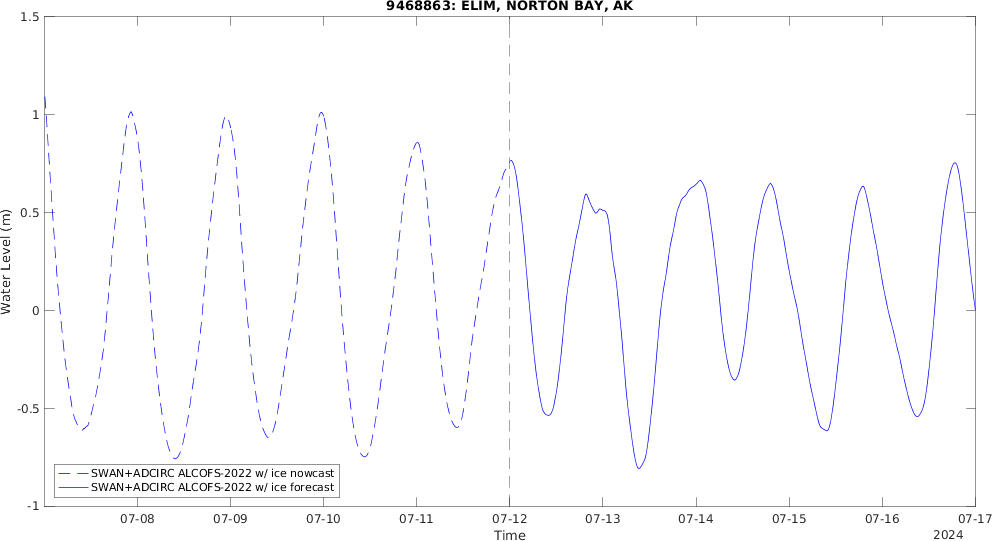 9468863: ELIM, NORTON BAY, AK
1.5
1
0.5
0
-0.5
-1
Water Level (m)
SWAN+ADCIRC ALCOFS-2022 w/ ice nowcast
SWAN+ADCIRC ALCOFS-2022 w/ ice forecast
07-08 07-09 07-10 07-11 07-12 07-13 07-14 07-15 07-16 07-17
Time
2024